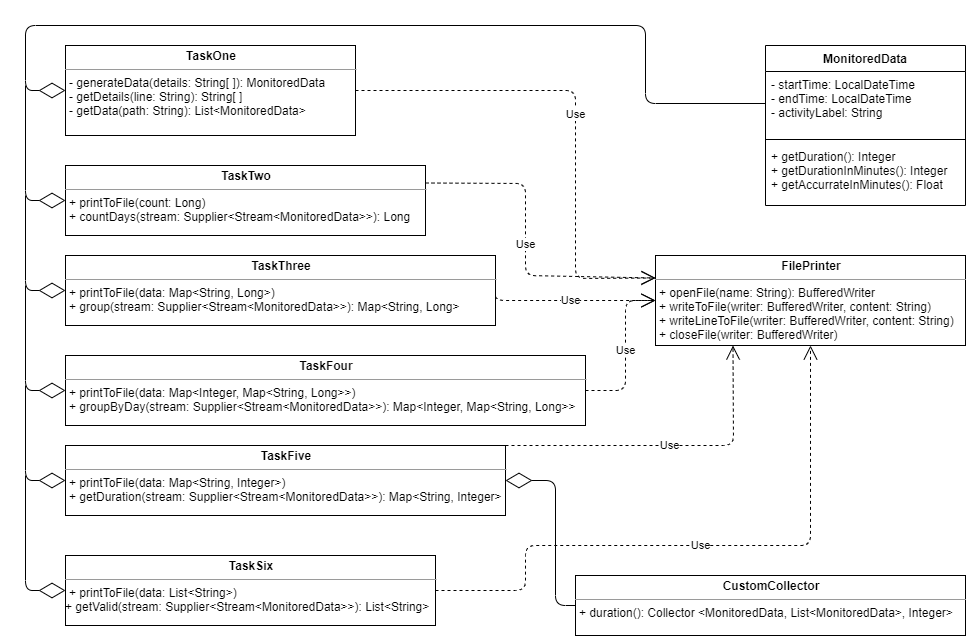 TaskOne
- generateData(details: String[ ]): MonitoredData
- getDetails(line: String): String[ ]
- getData(path: String): List<MonitoredData>
MonitoredData
- startTime: LocalDateTime
- endTime: LocalDateTime
- activityLabel: String
+ getDuration(): Integer
+ getDurationInMinutes(): Integer
+ getAccurrateInMinutes(): Float
Use
TaskTwo
+ printToFile(count: Long)
+ countDays(stream: Supplier<Stream<MonitoredData>>): Long
Use
TaskThree
+ printToFile(data: Map<String, Long>)
+ group(stream: Supplier<Stream<MonitoredData>>): Map<String, Long>
Use
FilePrinter
+ openFile(name: String): BufferedWriter
+ writeToFile(writer: BufferedWriter, content: String)
+ writeLineToFile(writer: BufferedWriter, content: String)
+ closeFile(writer: BufferedWriter)
TaskFour
+ printToFile(data: Map<Integer, Map<String, Long>>)
+ groupByDay(stream: Supplier<Stream<MonitoredData>>): Map<Integer, Map<String, Long>>
Use
TaskFive
+ printToFile(data: Map<String, Integer>)
+ getDuration(stream: Supplier<Stream<MonitoredData>>): Map<String, Integer>
Use
TaskSix
+ printToFile(data: List<String>)
+ getValid(stream: Supplier<Stream<MonitoredData>>): List<String>
Use
CustomCollector
+ duration(): Collector <MonitoredData, List<MonitoredData>, Integer>